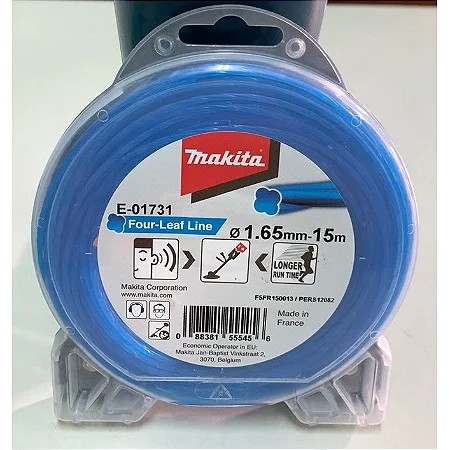 makita
E-01731
Four-Leaf Line
ø 1.65mm-15m
LONGER
RUN TIME
Makita Corporation
www.makita.com
F5FR150013 / PERS12082
Made in
France
0 88381 55545 6
Economic Operator in EU:
Makita Jan-Baptist Vinkstraat 2,
3070, Belgium